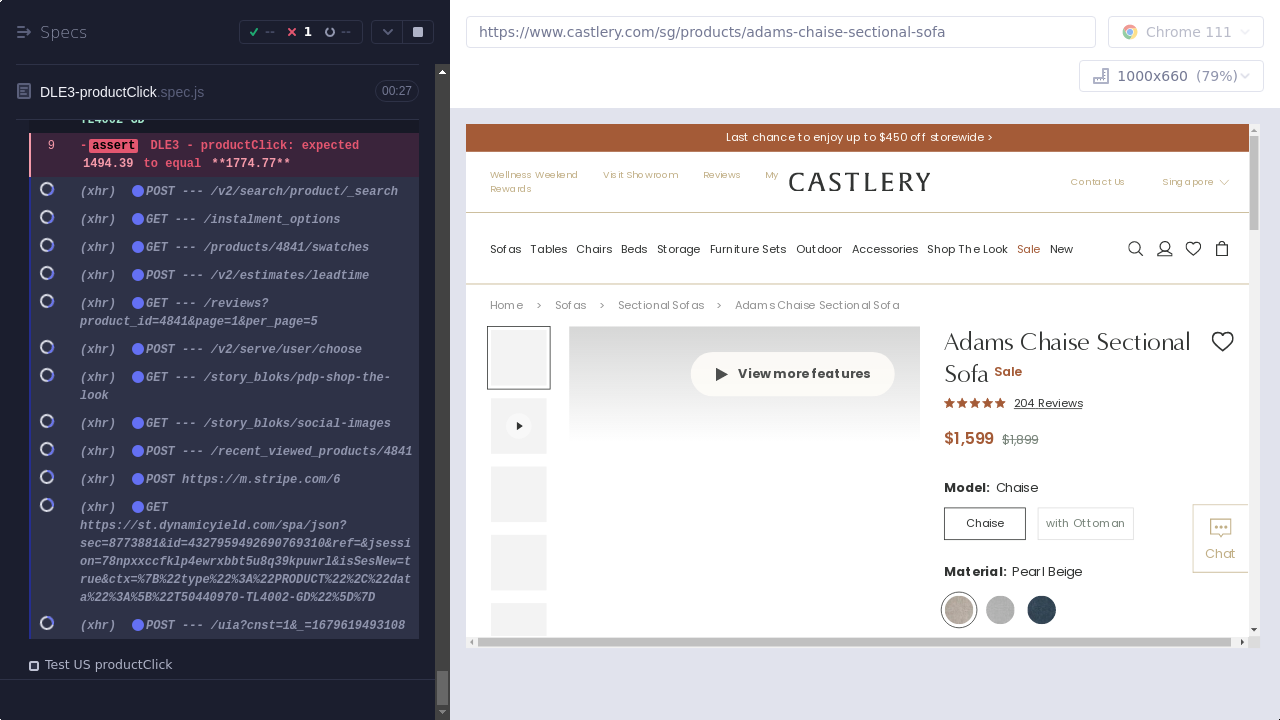 Specs
-- 1 --
DLE3-productClick.spec.js 00:27
TL4002-GD
9 -assert DLE3 - productClick: expected
1494.39 to equal **1774.77**
(xhr) POST --- /v2/search/product/_search
(xhr) GET --- /instalment_options
(xhr) GET --- /products/4841/swatches
(xhr) POST --- /v2/estimates/leadtime
(xhr) GET --- /reviews?
product_id=4841&page=1&per_page=5
(xhr) POST --- /v2/serve/user/choose
(xhr) GET --- /story_bloks/pdp-shop-the-
look
(xhr) GET --- /story_bloks/social-images
(xhr) POST --- /recent_viewed_products/4841
(xhr) POST https://m.stripe.com/6
(xhr) GET
https://st.dynamicyield.com/spa/json?
sec=8773881&id=4327959492690769310&ref=&jsessi
on=78npxxccfklp4ewrxbbt5u8q39kpuwrl&isSesNew=t
rue&ctx=%7B%22type%22%3A%22PRODUCT%22%2C%22dat
a%22%3A%5B%22T50440970-TL4002-GD%22%5D%7D
(xhr) POST --- /uia?cnst=1&_=1679619493108
Test US productClick
https://www.castlery.com/sg/products/adams-chaise-sectional-sofa
Chrome 111
1000x660 (79%)
Last chance to enjoy up to $450 off storewide >
Wellness Weekend Visit Showroom Reviews My
Rewards
CASTLERY
Contact Us Singapore
Sofas Tables Chairs Beds Storage Furniture Sets Outdoor Accessories Shop The Look Sale New
Home > Sofas > Sectional Sofas > Adams Chaise Sectional Sofa
View more features
Adams Chaise Sectional
Sofa Sale
204 Reviews
$1,599 $1,899
Model: Chaise
Chaise with Ottoman
Chat
Material: Pearl Beige